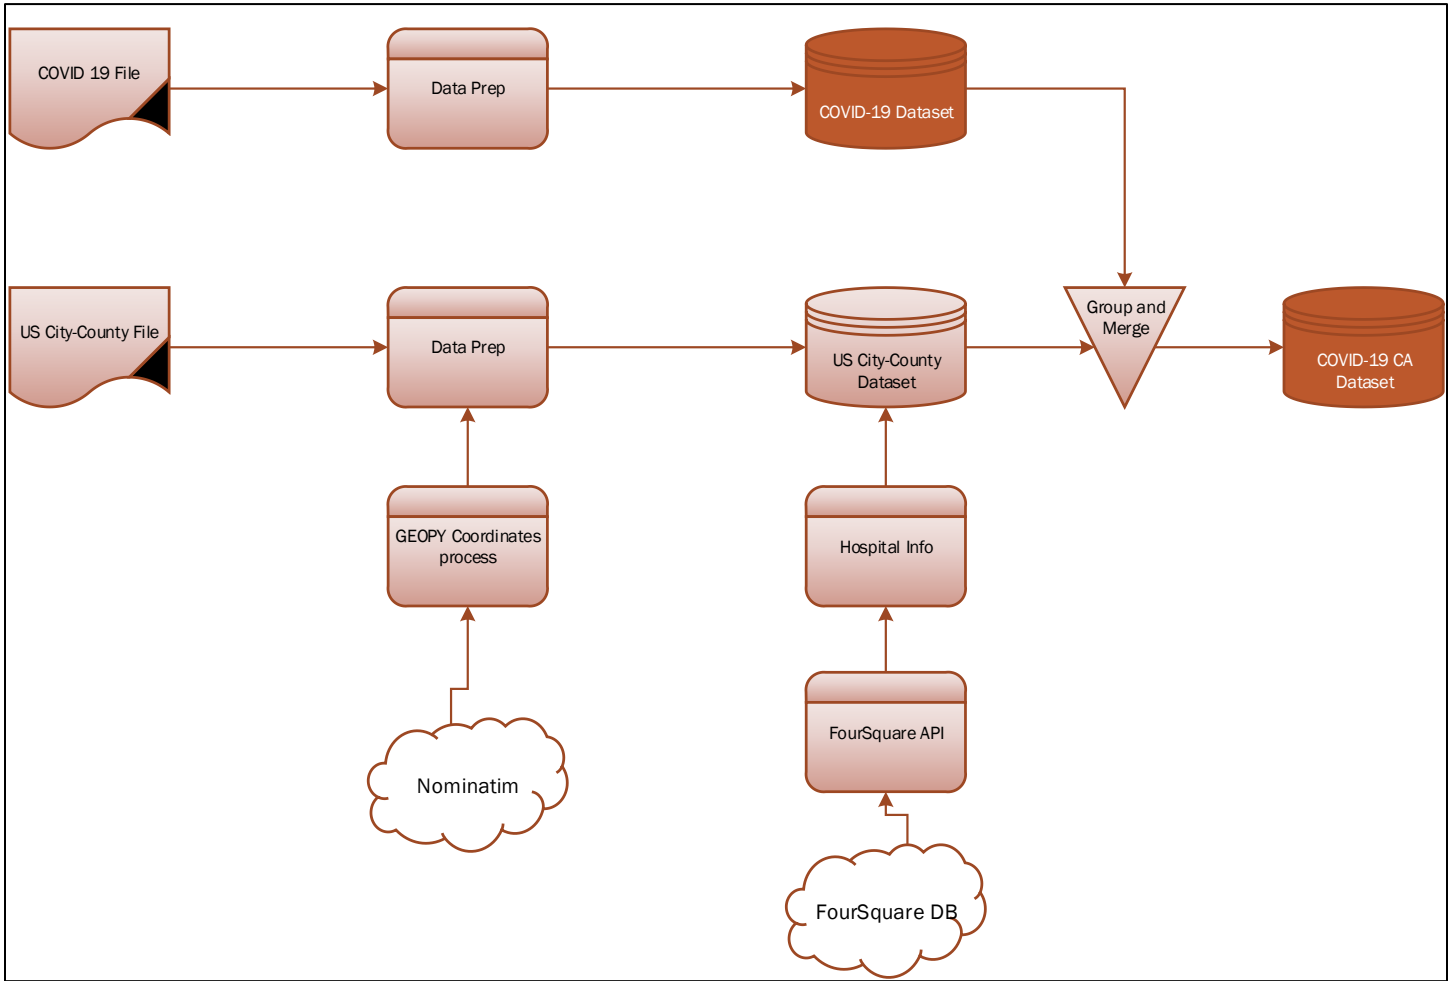 COVID 19 File
Data Prep
COVID-19 Dataset
US City-County File
Data Prep
US City-County
Dataset
Group and
Merge
COVID-19 CA
Dataset
GEOPY Coordinates
process
Hospital Info
FourSquare API
Nominatim
FourSquare DB